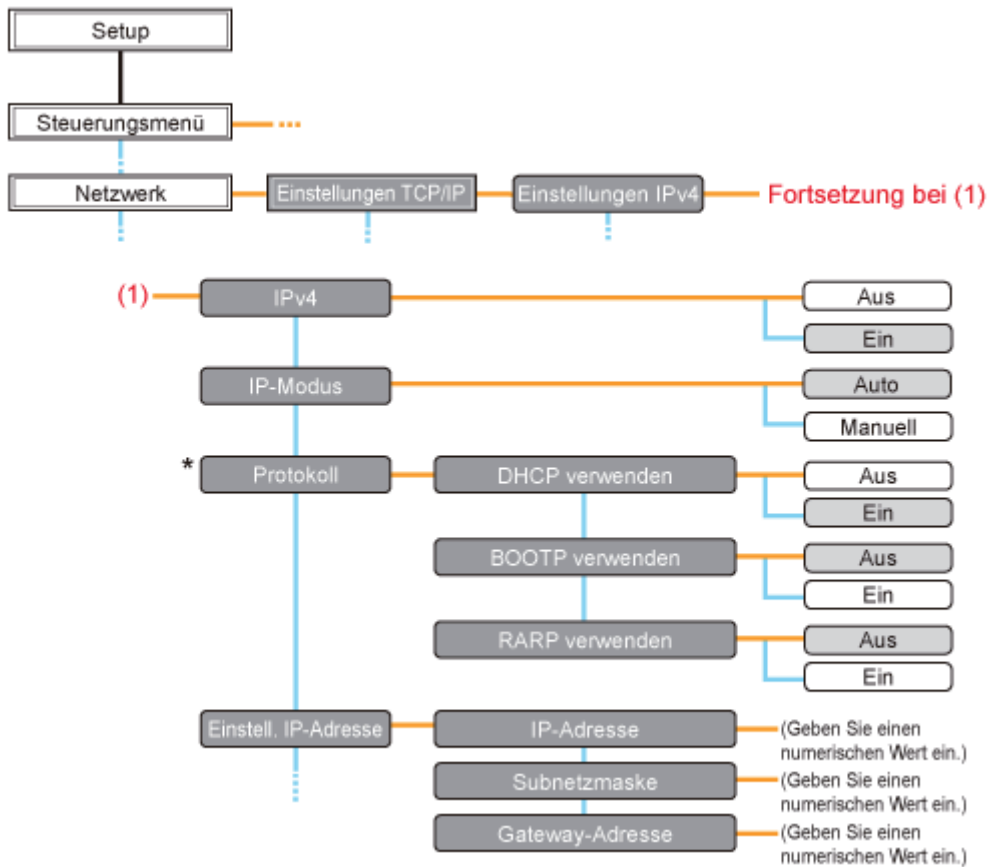 Setup
Steuerungsmenü
Netzwerk
Einstellungen TCP/IP
Einstellungen IPv4
Fortsetzung bei (1)
(1)
IPv4
Aus
Ein
IP-Modus
Auto
Manuell
*
Protokoll
DHCP verwenden
Aus
Ein
BOOTP verwenden
Aus
Ein
RARP verwenden
Aus
Ein
Einstell. IP-Adresse
IP-Adresse
(Geben Sie einen
numerischen Wert ein.)
Subnetzmaske
(Geben Sie einen
numerischen Wert ein.)
Gateway-Adresse
(Geben Sie einen
numerischen Wert ein.)